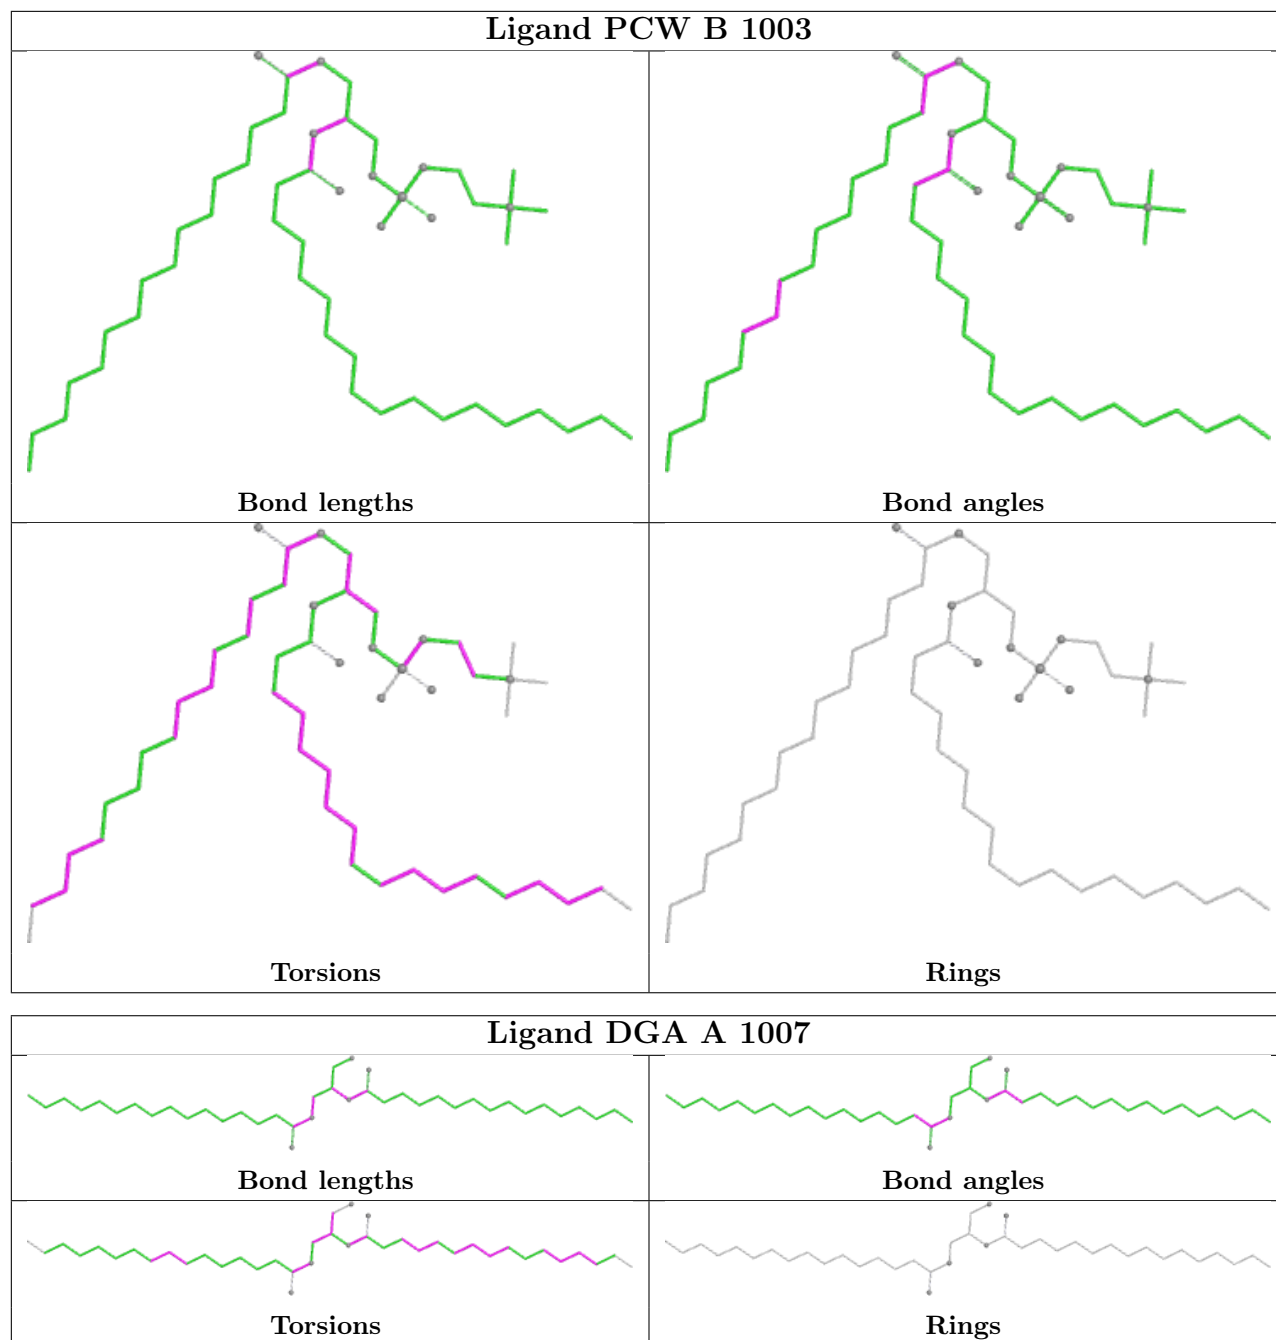 Ligand PCW B 1003
Bond lengths
Bond angles
Torsions
Rings
Ligand DGA A 1007
Bond lengths
Bond angles
Torsions
Rings